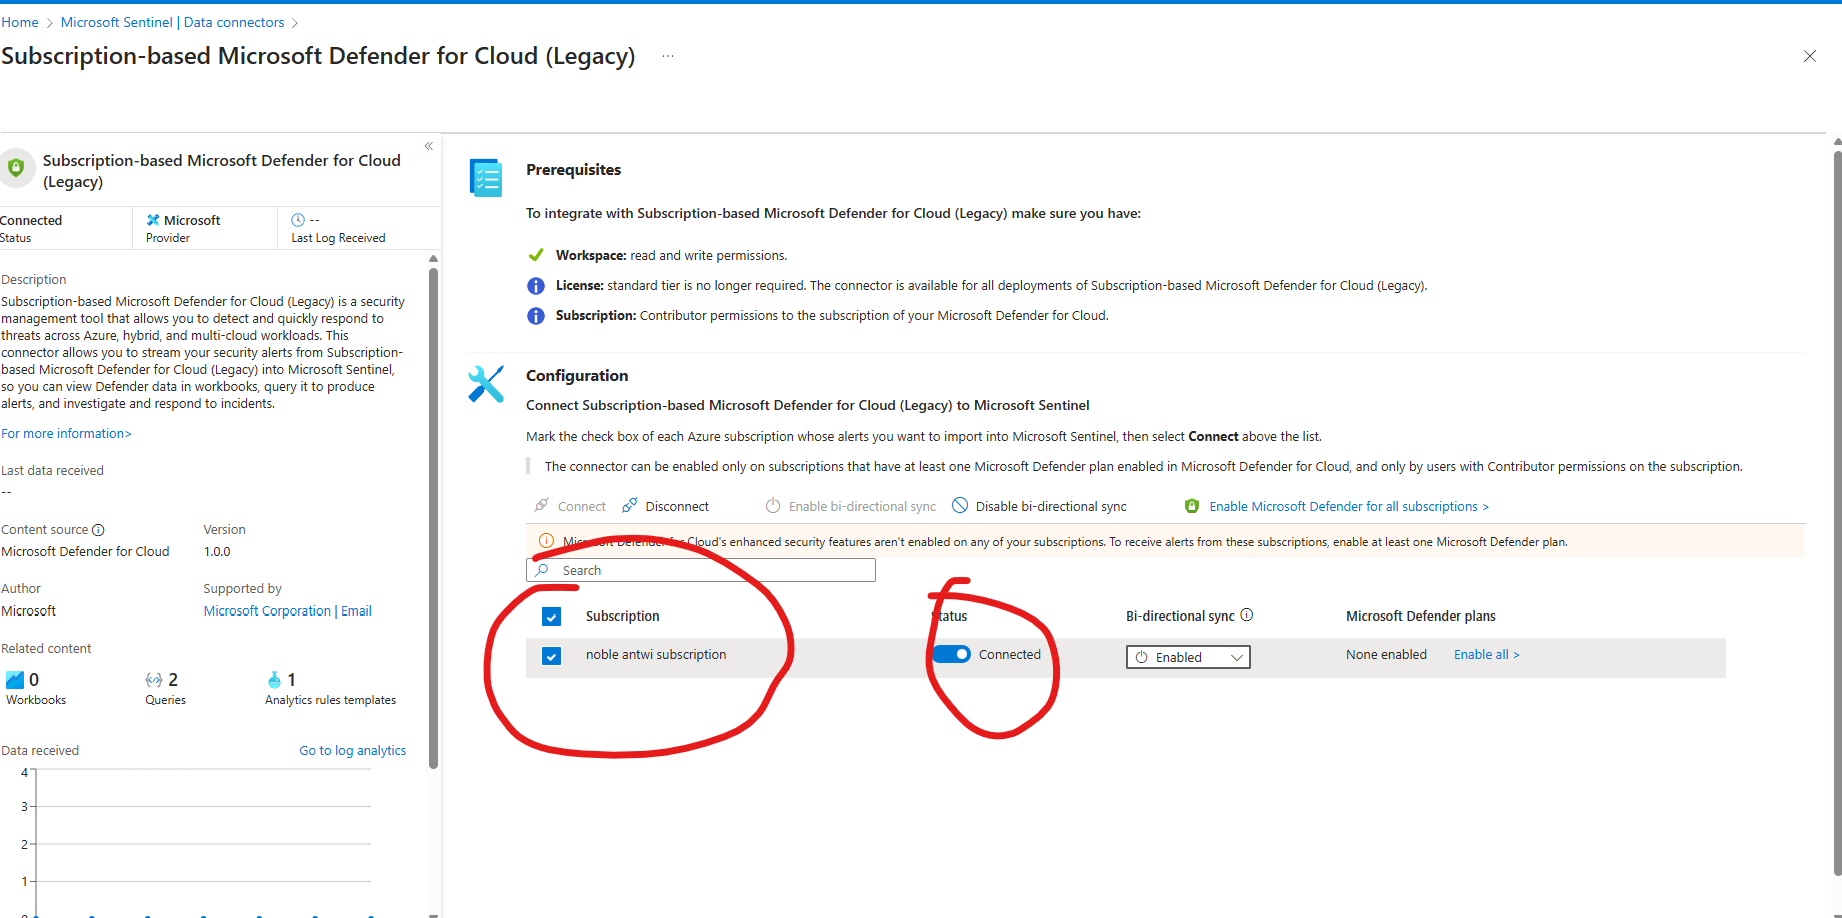 Home > Microsoft Sentinel | Data connectors >
Subscription-based Microsoft Defender for Cloud (Legacy) ...
«
Subscription-based Microsoft Defender for Cloud
(Legacy)
Connected
Status
Microsoft
Provider
--
Last Log Received
Description
Subscription-based Microsoft Defender for Cloud (Legacy) is a security
management tool that allows you to detect and quickly respond to
threats across Azure, hybrid, and multi-cloud workloads. This
connector allows you to stream your security alerts from Subscription-
based Microsoft Defender for Cloud (Legacy) into Microsoft Sentinel,
so you can view Defender data in workbooks, query it to produce
alerts, and investigate and respond to incidents.
For more information>
Last data received
--
Content source
Version
Microsoft Defender for Cloud
1.0.0
Author
Supported by
Microsoft
Microsoft Corporation | Email
Related content
0
Workbooks
2
Queries
1
Analytics rules templates
Data received
Go to log analytics
4
3
2
1
0
Prerequisites
To integrate with Subscription-based Microsoft Defender for Cloud (Legacy) make sure you have:
Workspace: read and write permissions.
License: standard tier is no longer required. The connector is available for all deployments of Subscription-based Microsoft Defender for Cloud (Legacy).
Subscription: Contributor permissions to the subscription of your Microsoft Defender for Cloud.
Configuration
Connect Subscription-based Microsoft Defender for Cloud (Legacy) to Microsoft Sentinel
Mark the check box of each Azure subscription whose alerts you want to import into Microsoft Sentinel, then select Connect above the list.
The connector can be enabled only on subscriptions that have at least one Microsoft Defender plan enabled in Microsoft Defender for Cloud, and only by users with Contributor permissions on the subscription.
Connect Disconnect Enable bi-directional sync Disable bi-directional sync Enable Microsoft Defender for all subscriptions >
Microsoft Defender for Cloud's enhanced security features aren't enabled on any of your subscriptions. To receive alerts from these subscriptions, enable at least one Microsoft Defender plan.
Search
Subscription Status Bi-directional sync Microsoft Defender plans
noble antwi subscription Connected Enabled None enabled Enable all >